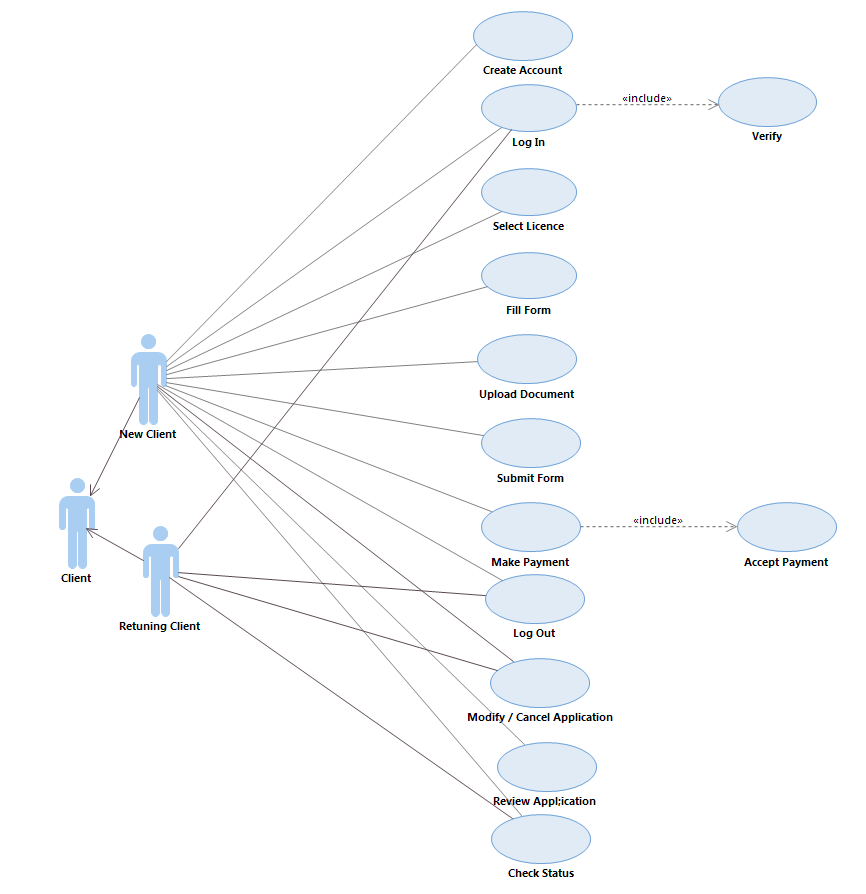 Create Account
«include»
Log In
Verify
Select Licence
Fill Form
Upload Document
New Client
Submit Form
«include»
Make Payment
Accept Payment
Client
Retuning Client
Log Out
Modify / Cancel Application
Review Appl;ication
Check Status